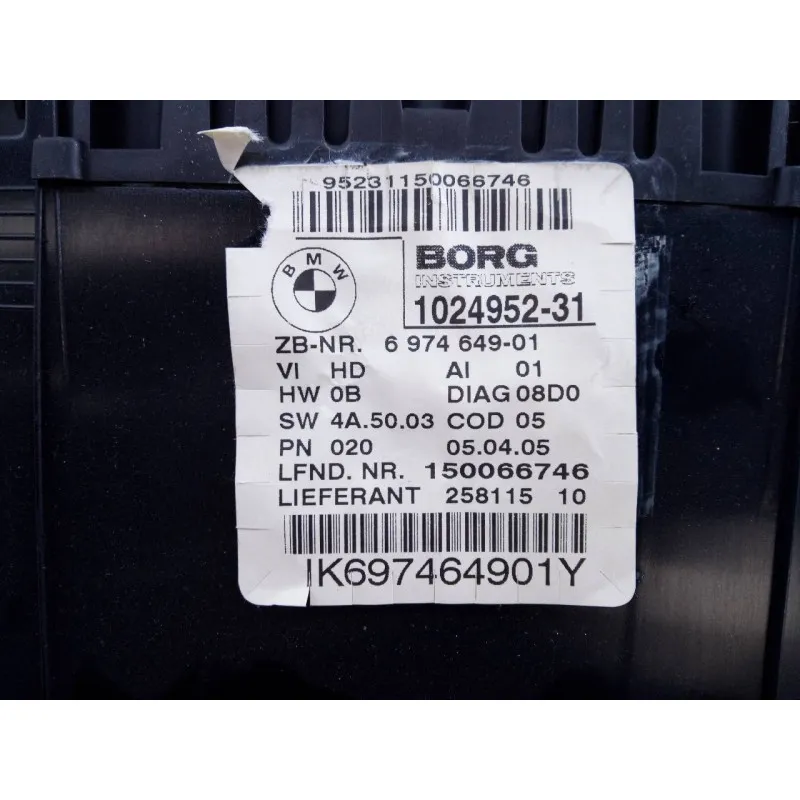 95231150066746
BMW
BORG
INSTRUMENTS
1024952-31
ZB-NR. 6 974 649-01
VI HD AI 01
HW 0B DIAG 08D0
SW 4A.50.03 COD 05
PN 020 05.04.05
LFND. NR. 150066746
LIEFERANT 258115 10
IK697464901Y